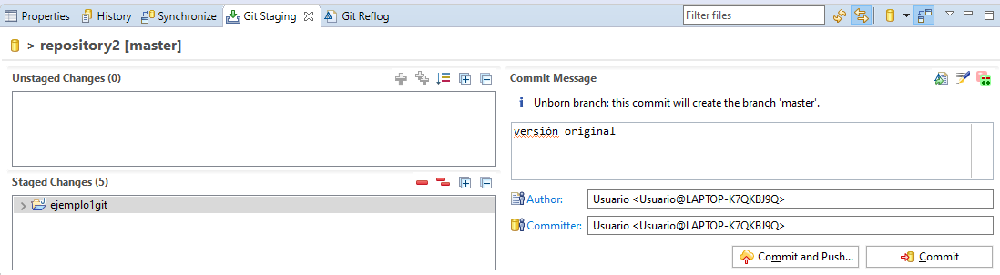 Properties History Synchronize Git Staging Git Reflog Filter files
> repository2 [master]
Unstaged Changes (0)
Commit Message
Unborn branch: this commit will create the branch 'master'.
versión original
Staged Changes (5)
ejemplo1git
Author: Usuario <Usuario@LAPTOP-K7QKBJ9Q>
Committer: Usuario <Usuario@LAPTOP-K7QKBJ9Q>
Commit and Push... Commit